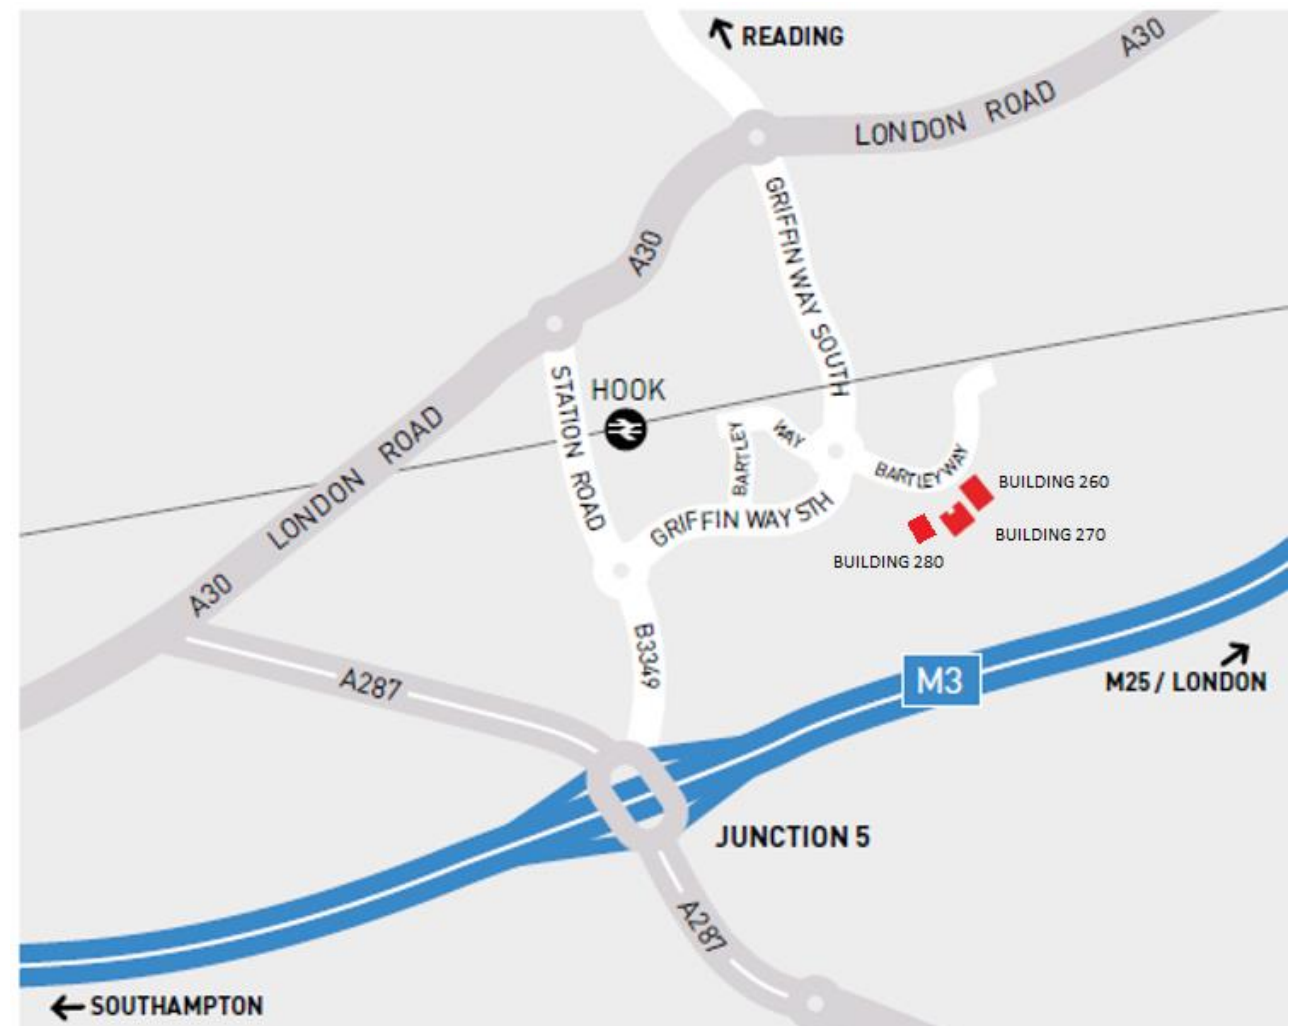 READING
A30
LONDON ROAD
GRIFFIN WAY SOUTH
A30
STATION ROAD
HOOK
LONDON ROAD
BARTLEY
WAY
BARTLEY WAY
BUILDING 260
GRIFFIN WAY STH
BUILDING 270
BUILDING 280
A30
B3349
A287
M3
M25 / LONDON
JUNCTION 5
A287
SOUTHAMPTON